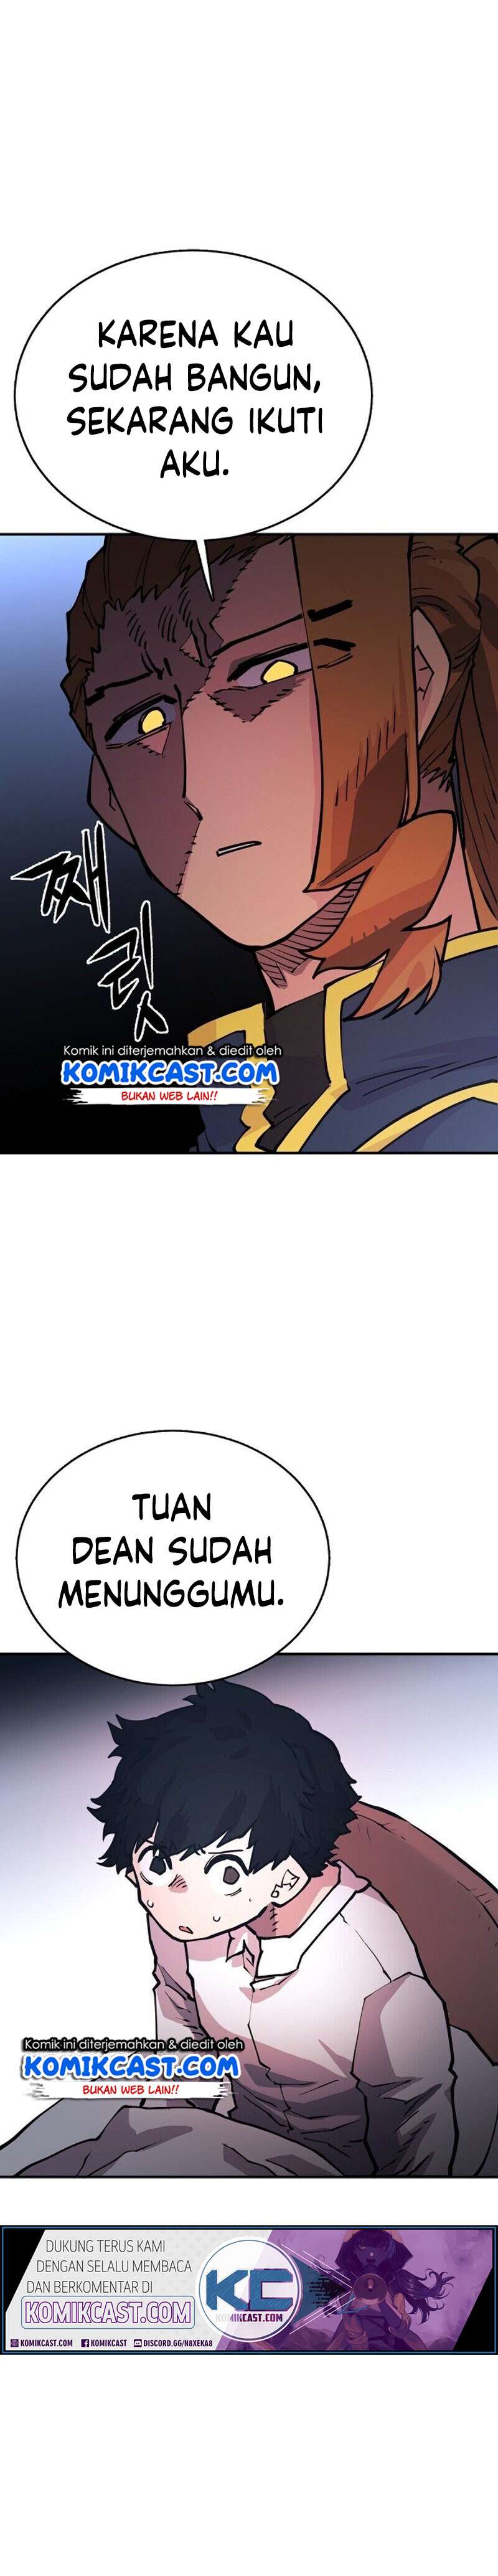 KARENA KAU
SUDAH BANGUN,
SEKARANG IKUTI
AKU.
째
릿
Komik ini diterjemahkan & diedit oleh
KOMIKCAST.COM
BUKAN WEB LAIN!!
TUAN
DEAN SUDAH
MENUNGGUMU.
Komik ini diterjemahkan & diedit oleh
KOMIKCAST.COM
BUKAN WEB LAIN!!
DUKUNG TERUS KAMI
DENGAN SELALU MEMBACA
DAN BERKOMENTAR DI
KOMIKCAST.COM
KOMIKCAST.COM KOMIKCAST DISCORD.GG/N8XEKA8
KC
KOMIKCAST.COM